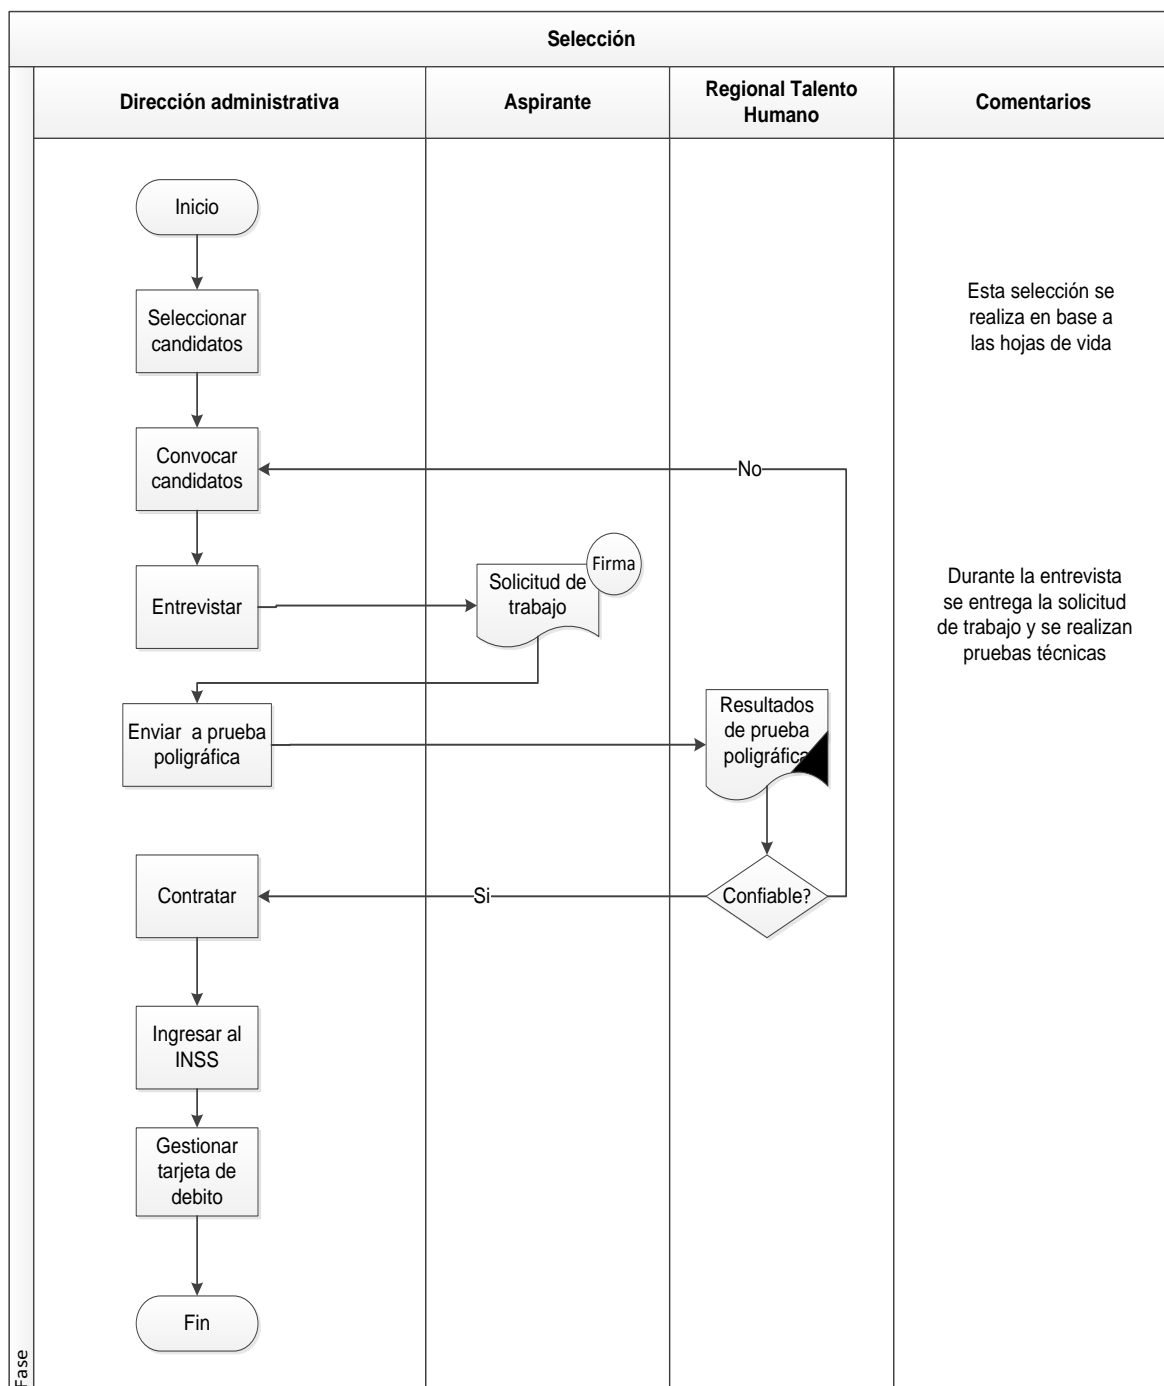 Selección
Dirección administrativa
Aspirante
Regional Talento
Humano
Comentarios
Inicio
Esta selección se
realiza en base a
las hojas de vida
Seleccionar
candidatos
Convocar
candidatos
No
Firma
Solicitud de
trabajo
Entrevistar
Durante la entrevista
se entrega la solicitud
de trabajo y se realizan
pruebas técnicas
Enviar a prueba
poligráfica
Resultados
de prueba
poligráfica
Contratar
Si
Confiable?
Ingresar al
INSS
Gestionar
tarjeta de
debito
Fin
Fase